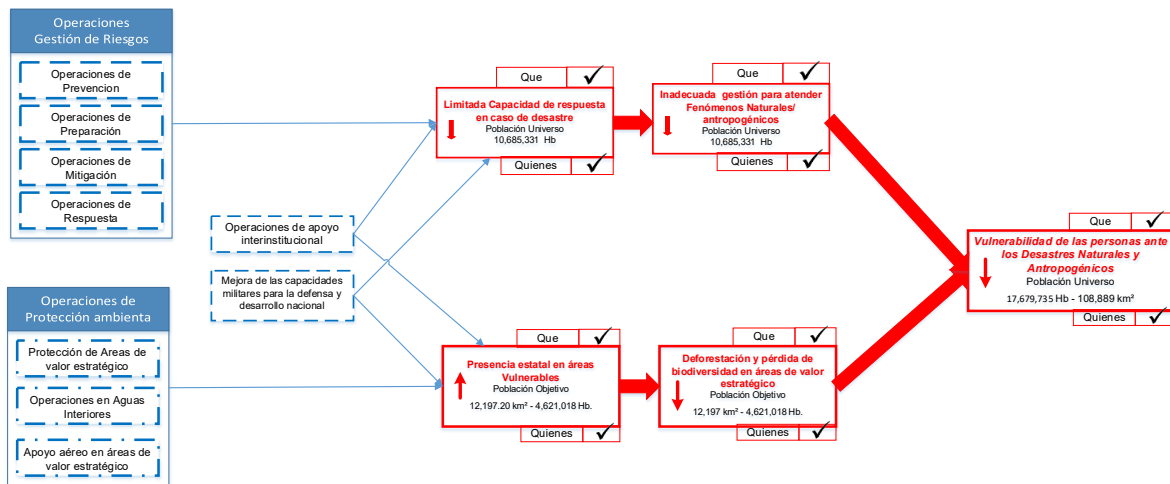 Operaciones
Gestión de Riesgos
Operaciones de
Prevencion
Operaciones de
Preparación
Operaciones de
Mitigación
Operaciones de
Respuesta
Operaciones de
Protección ambienta
Protección de Areas de
valor estratégico
Operaciones en Aguas
Interiores
Apoyo aéreo en áreas de
valor estratégico
Operaciones de apoyo
interinstitucional
Mejora de las capacidades
militares para la defensa y
desarrollo nacional
Que
Limitada Capacidad de respuesta
en caso de desastre
Población Universo
10,685,331 Hb
Quienes
Que
Inadecuada gestión para atender
Fenómenos Naturales/
antropogénicos
Población Universo
10,685,331 Hb
Quienes
Que
Presencia estatal en áreas
Vulnerables
Población Objetivo
12,197.20 km² - 4,621,018 Hb.
Quienes
Que
Deforestación y pérdida de
biodiversidad en áreas de valor
estratégico
Población Objetivo
12,197 km² - 4,621,018 Hb.
Quienes
Que
Vulnerabilidad de las personas ante
los Desastres Naturales y
Antropogénicos
Población Universo
17,679,735 Hb - 108,889 km²
Quienes